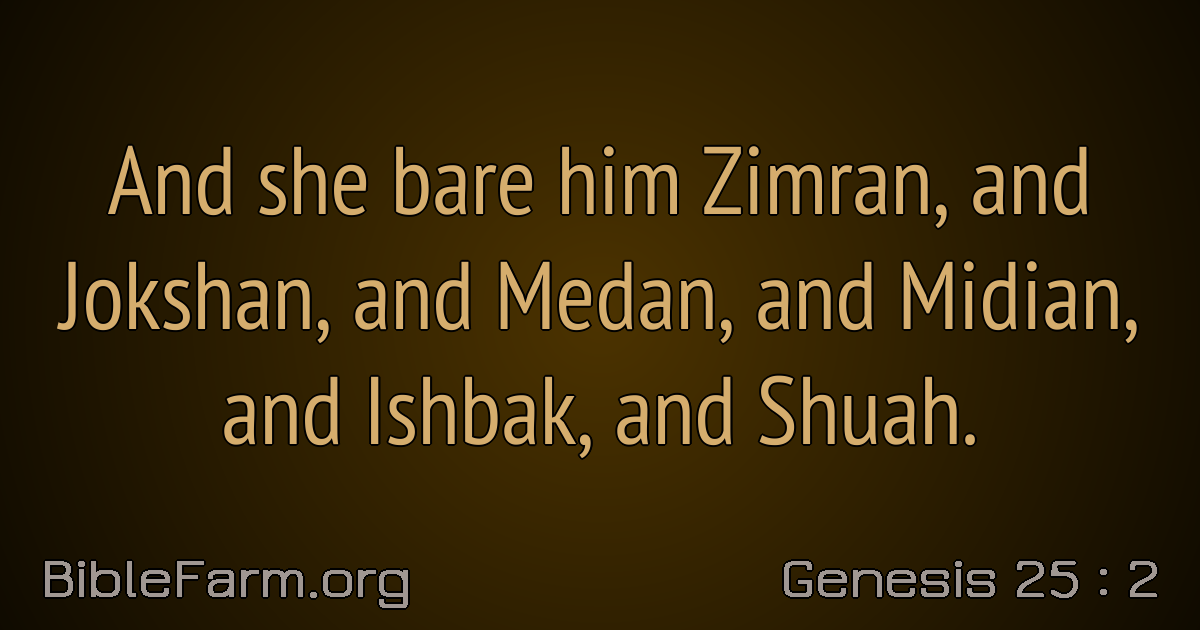 And she bare him Zimran, and
Jokshan, and Medan, and Midian,
and Ishbak, and Shuah.
BibleFarm.org
Genesis 25 : 2